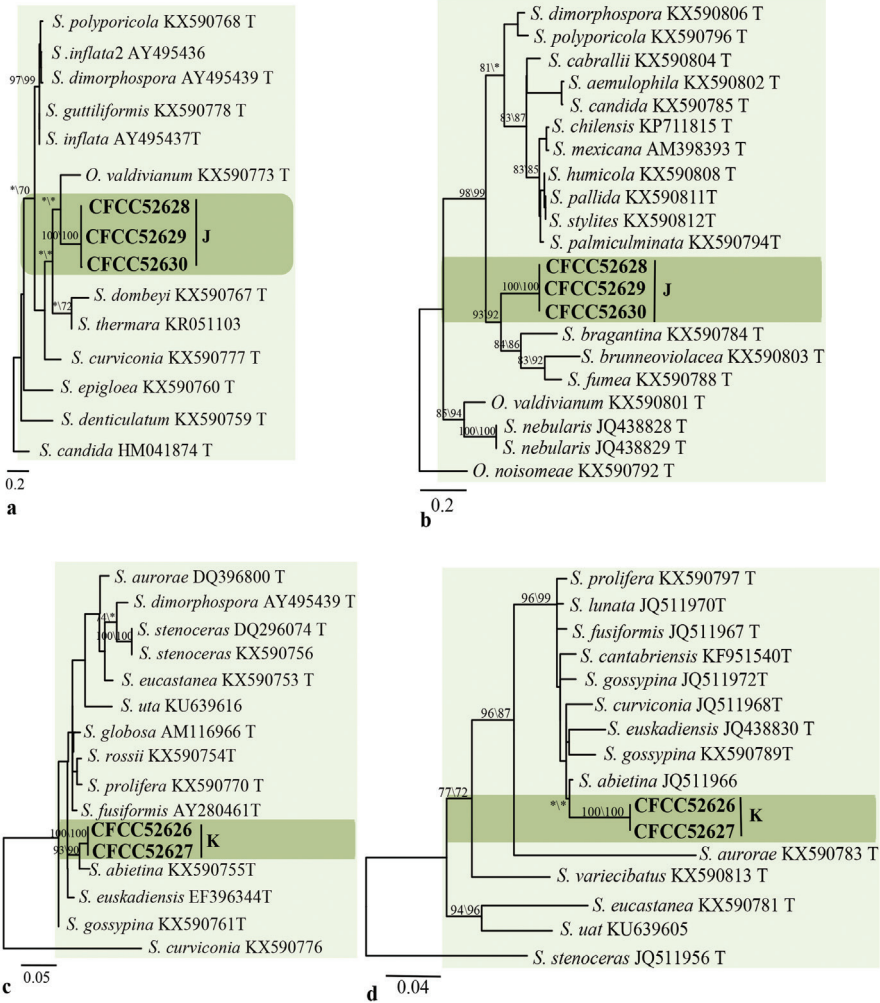 S. polyporicola KX590768 T
S .inflata2 AY495436
97\99
S. dimorphospora AY495439 T
S. guttiliformis KX590778 T
S. inflata AY495437T
O. valdivianum KX590773 T
*\70
*\*
CFCC52628
100\100
CFCC52629
J
CFCC52630
*\*
S. dombeyi KX590767 T
*\72
S. thermara KR051103
S. curviconia KX590777 T
S. epigloea KX590760 T
S. denticulatum KX590759 T
S. candida HM041874 T
0.2
a
S. dimorphospora KX590806 T
S. polyporicola KX590796 T
S. cabrallii KX590804 T
81\*
S. aemulophila KX590802 T
S. candida KX590785 T
83\87
S. chilensis KP711815 T
S. mexicana AM398393 T
83\85
S. humicola KX590808 T
98\99
S. pallida KX590811T
S. stylites KX590812T
S. palmiculminata KX590794T
CFCC52628
100\100
CFCC52629
J
CFCC52630
93\92
S. bragantina KX590784 T
84\86
S. brunneoviolacea KX590803 T
83\92
S. fumea KX590788 T
O. valdivianum KX590801 T
85\94
S. nebularis JQ438828 T
100\100
S. nebularis JQ438829 T
O. noisomeae KX590792 T
0.2
b
S. aurorae DQ396800 T
S. dimorphospora AY495439 T
74\*
S. stenoceras DQ296074 T
100\100
S. stenoceras KX590756
S. eucastanea KX590753 T
S. uta KU639616
S. globosa AM116966 T
S. rossii KX590754T
S. prolifera KX590770 T
S. fusiformis AY280461T
100\100
CFCC52626
K
93\90
CFCC52627
S. abietina KX590755T
S. euskadiensis EF396344T
S. gossypina KX590761T
S. curviconia KX590776
0.05
c
S. prolifera KX590797 T
96\99
S. lunata JQ511970T
S. fusiformis JQ511967 T
S. cantabriensis KF951540T
S. gossypina JQ511972T
S. curviconia JQ511968T
96\87
S. euskadiensis JQ438830 T
S. gossypina KX590789T
S. abietina JQ511966
77\72
*\*
CFCC52626
100\100
K
CFCC52627
S. aurorae KX590783 T
S. variecibatus KX590813 T
S. eucastanea KX590781 T
94\96
S. uat KU639605
S. stenoceras JQ511956 T
0.04
d